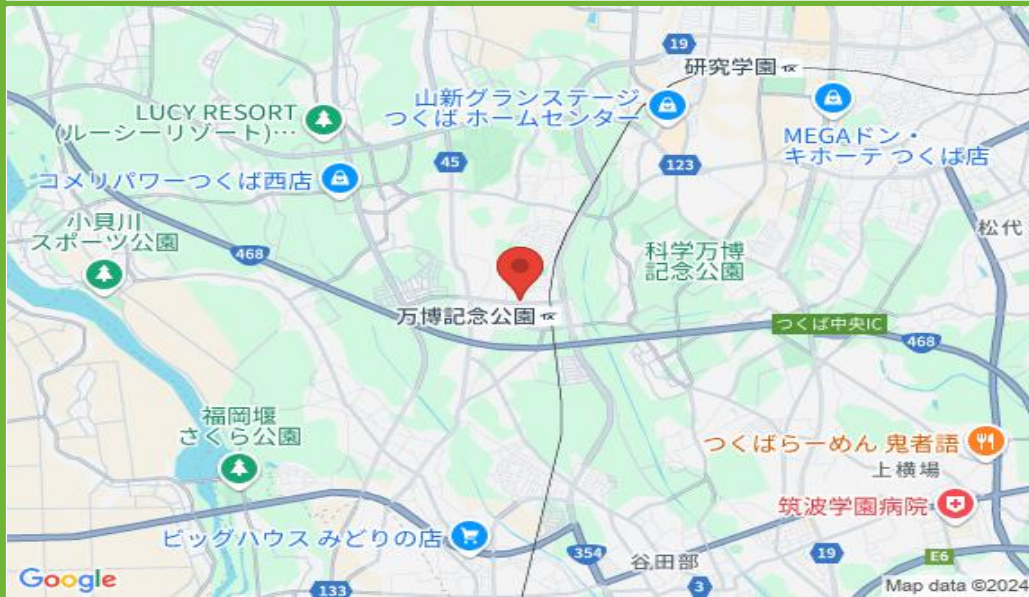 19
研究学園
LUCY RESORT
(ルーシーリゾート)…
山新グランステージ
つくば ホームセンター
MEGAドン・
キホーテ つくば店
45
123
コメリパワーつくば西店
小貝川
スポーツ公園
松代
468
科学万博
記念公園
万博記念公園
つくば中央IC
468
福岡堰
さくら公園
つくばらーめん 鬼者語
上横場
筑波学園病院
ビッグハウス みどりの店
354
谷田部
19
E6
Google
133
3
Map data ©2024